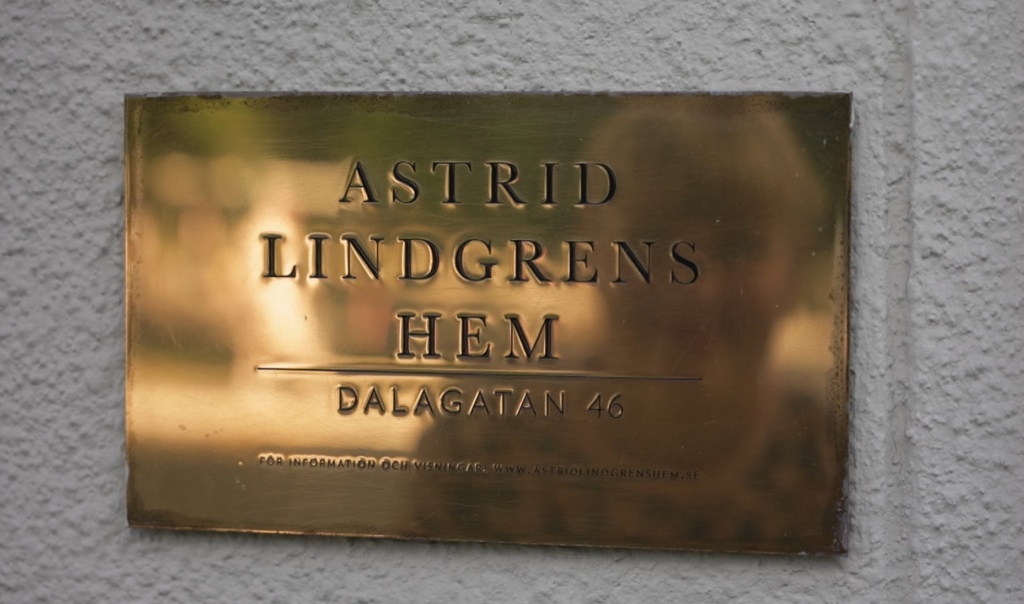 ASTRID
LINDGRENS
HEM
DALAGATAN 46
FÖR INFORMATION OCH VISNINGAR: WWW.ASTRIDLINDGRENSHEM.SE